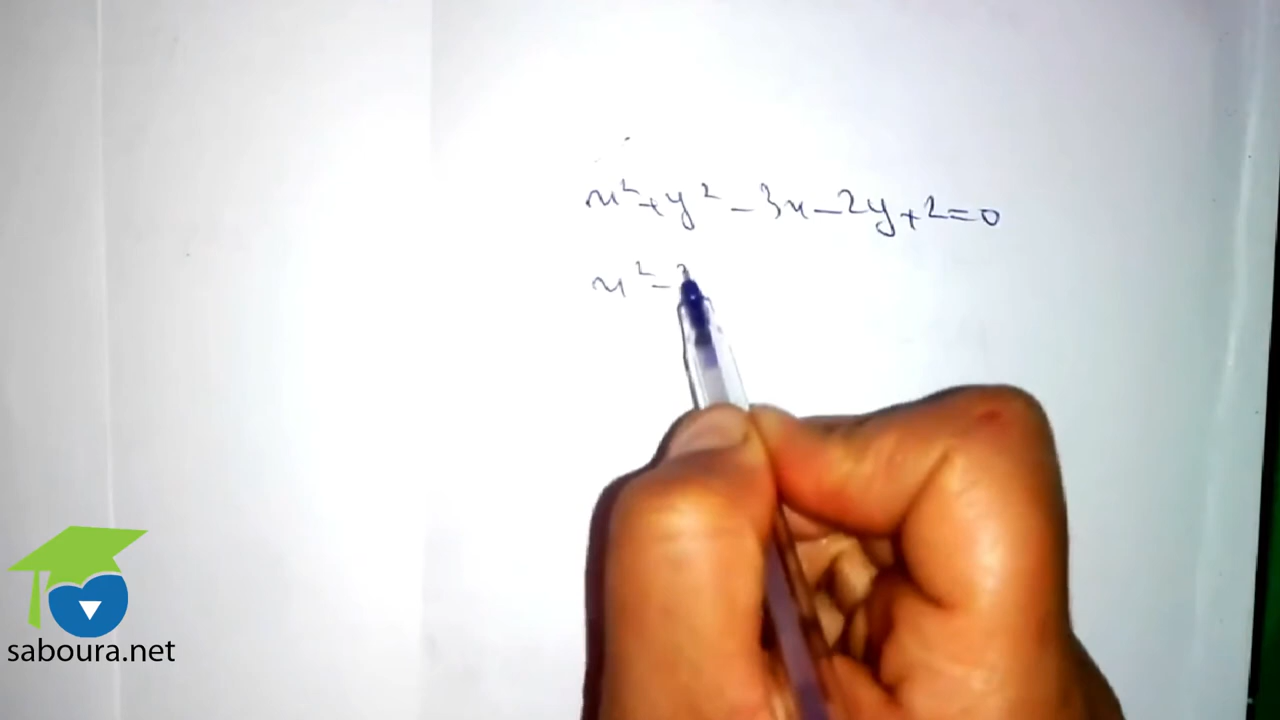 x² + y² - 3x - 2y + 2 = 0
x² -
saboura.net